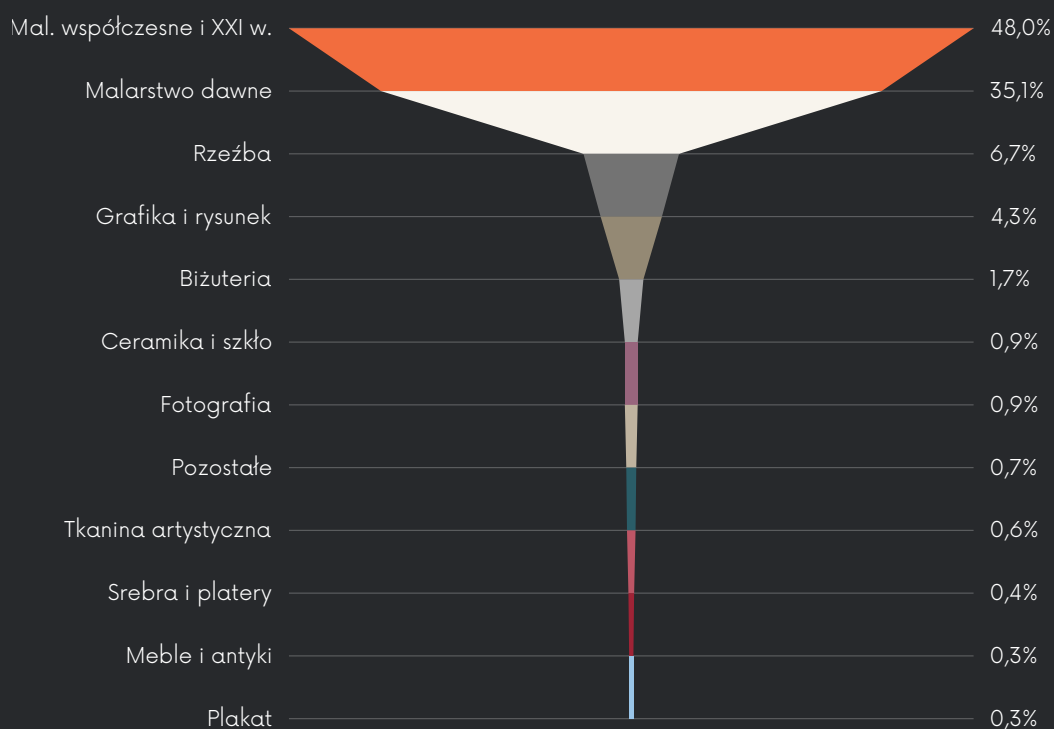 Mal. współczesne i XXI w. 48,0%
Malarstwo dawne 35,1%
Rzeźba 6,7%
Grafika i rysunek 4,3%
Biżuteria 1,7%
Ceramika i szkło 0,9%
Fotografia 0,9%
Pozostałe 0,7%
Tkanina artystyczna 0,6%
Srebra i platery 0,4%
Meble i antyki 0,3%
Plakat 0,3%